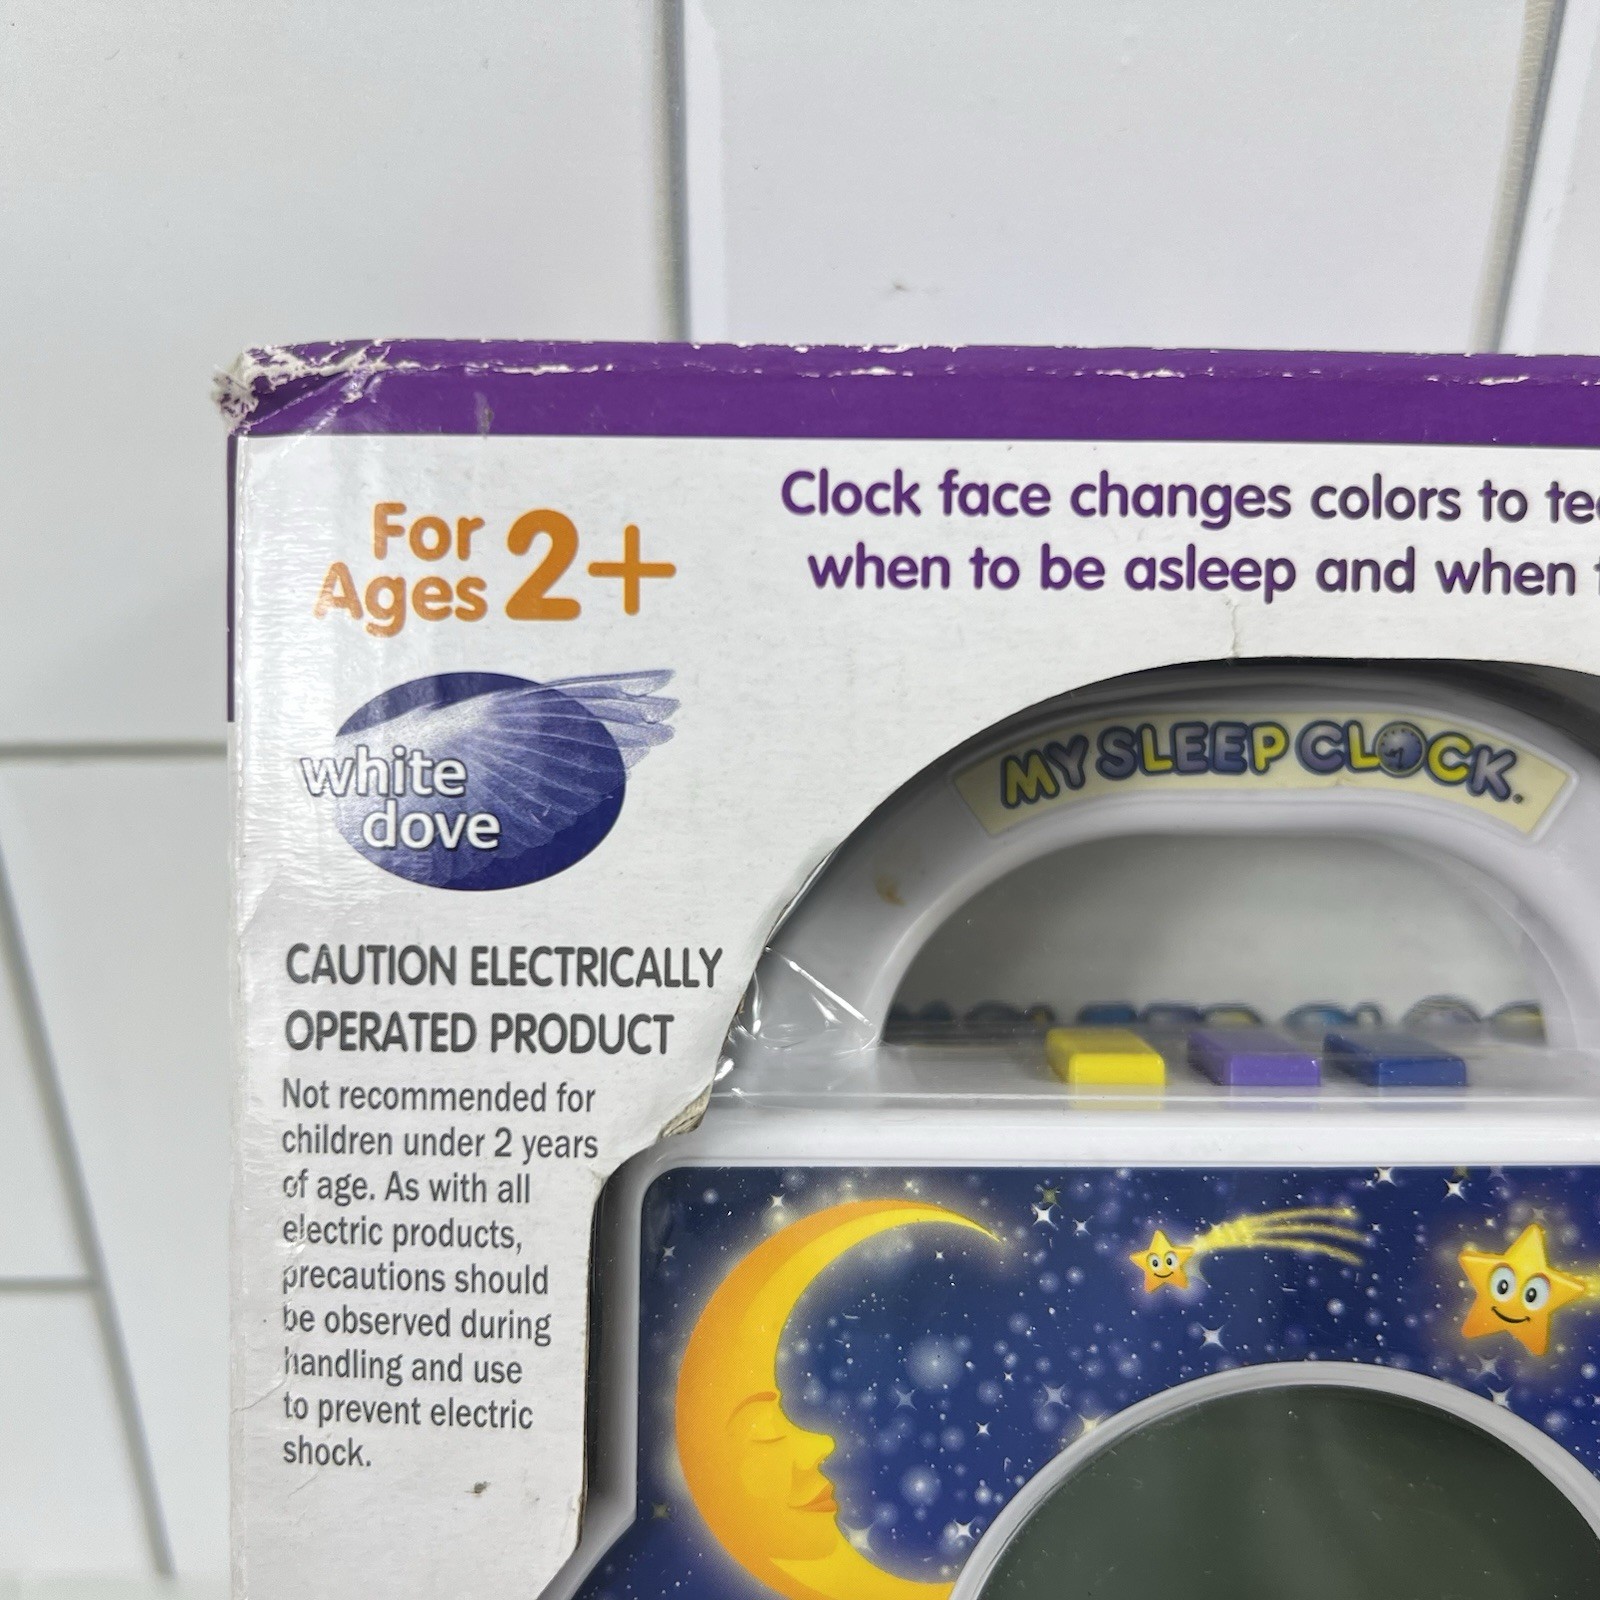 For
Ages 2+
Clock face changes colors to
when to be asleep and when
white
dove
MY SLEEP CLOCK.
CAUTION ELECTRICALLY
OPERATED PRODUCT
Not recommended for
children under 2 years
of age. As with all
electric products,
precautions should
be observed during
handling and use
to prevent electric
shock.